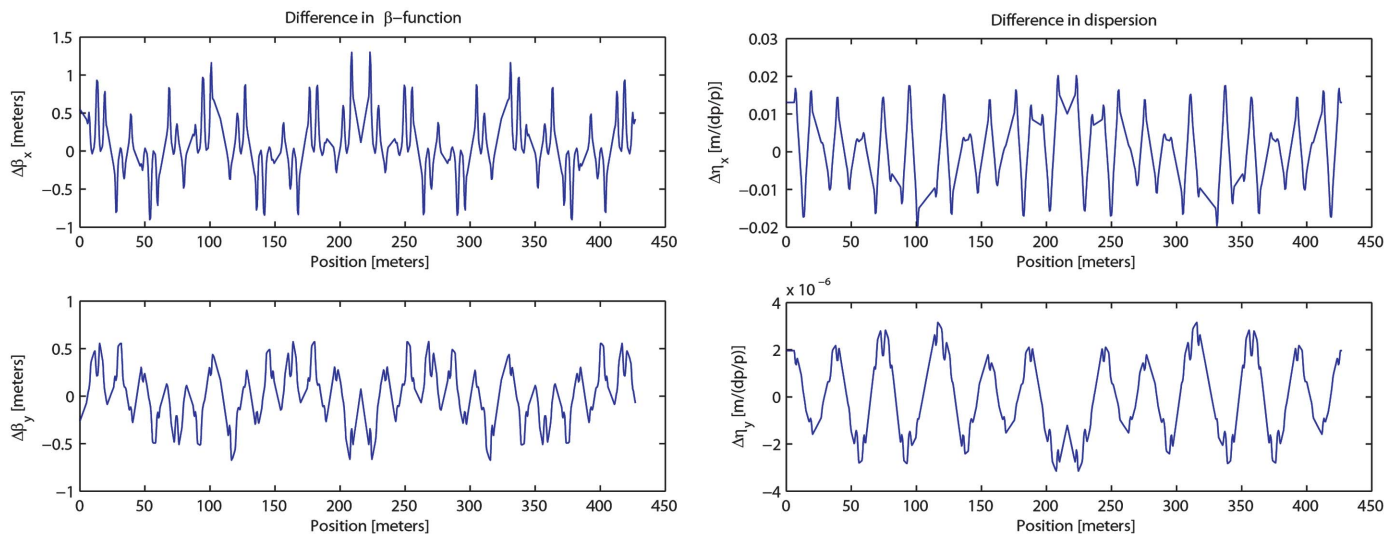 Difference in β−function
1.5
1
0.5
0
−0.5
−1
Δβx [meters]
0 50 100 150 200 250 300 350 400 450
Position [meters]
Difference in dispersion
0.03
0.02
0.01
0
−0.01
−0.02
Δηx [m/(dp/p)]
0 50 100 150 200 250 300 350 400 450
Position [meters]
1
0.5
0
−0.5
−1
Δβy [meters]
0 50 100 150 200 250 300 350 400 450
Position [meters]
x 10−6
4
2
0
−2
−4
Δηy [m/(dp/p)]
0 50 100 150 200 250 300 350 400 450
Position [meters]